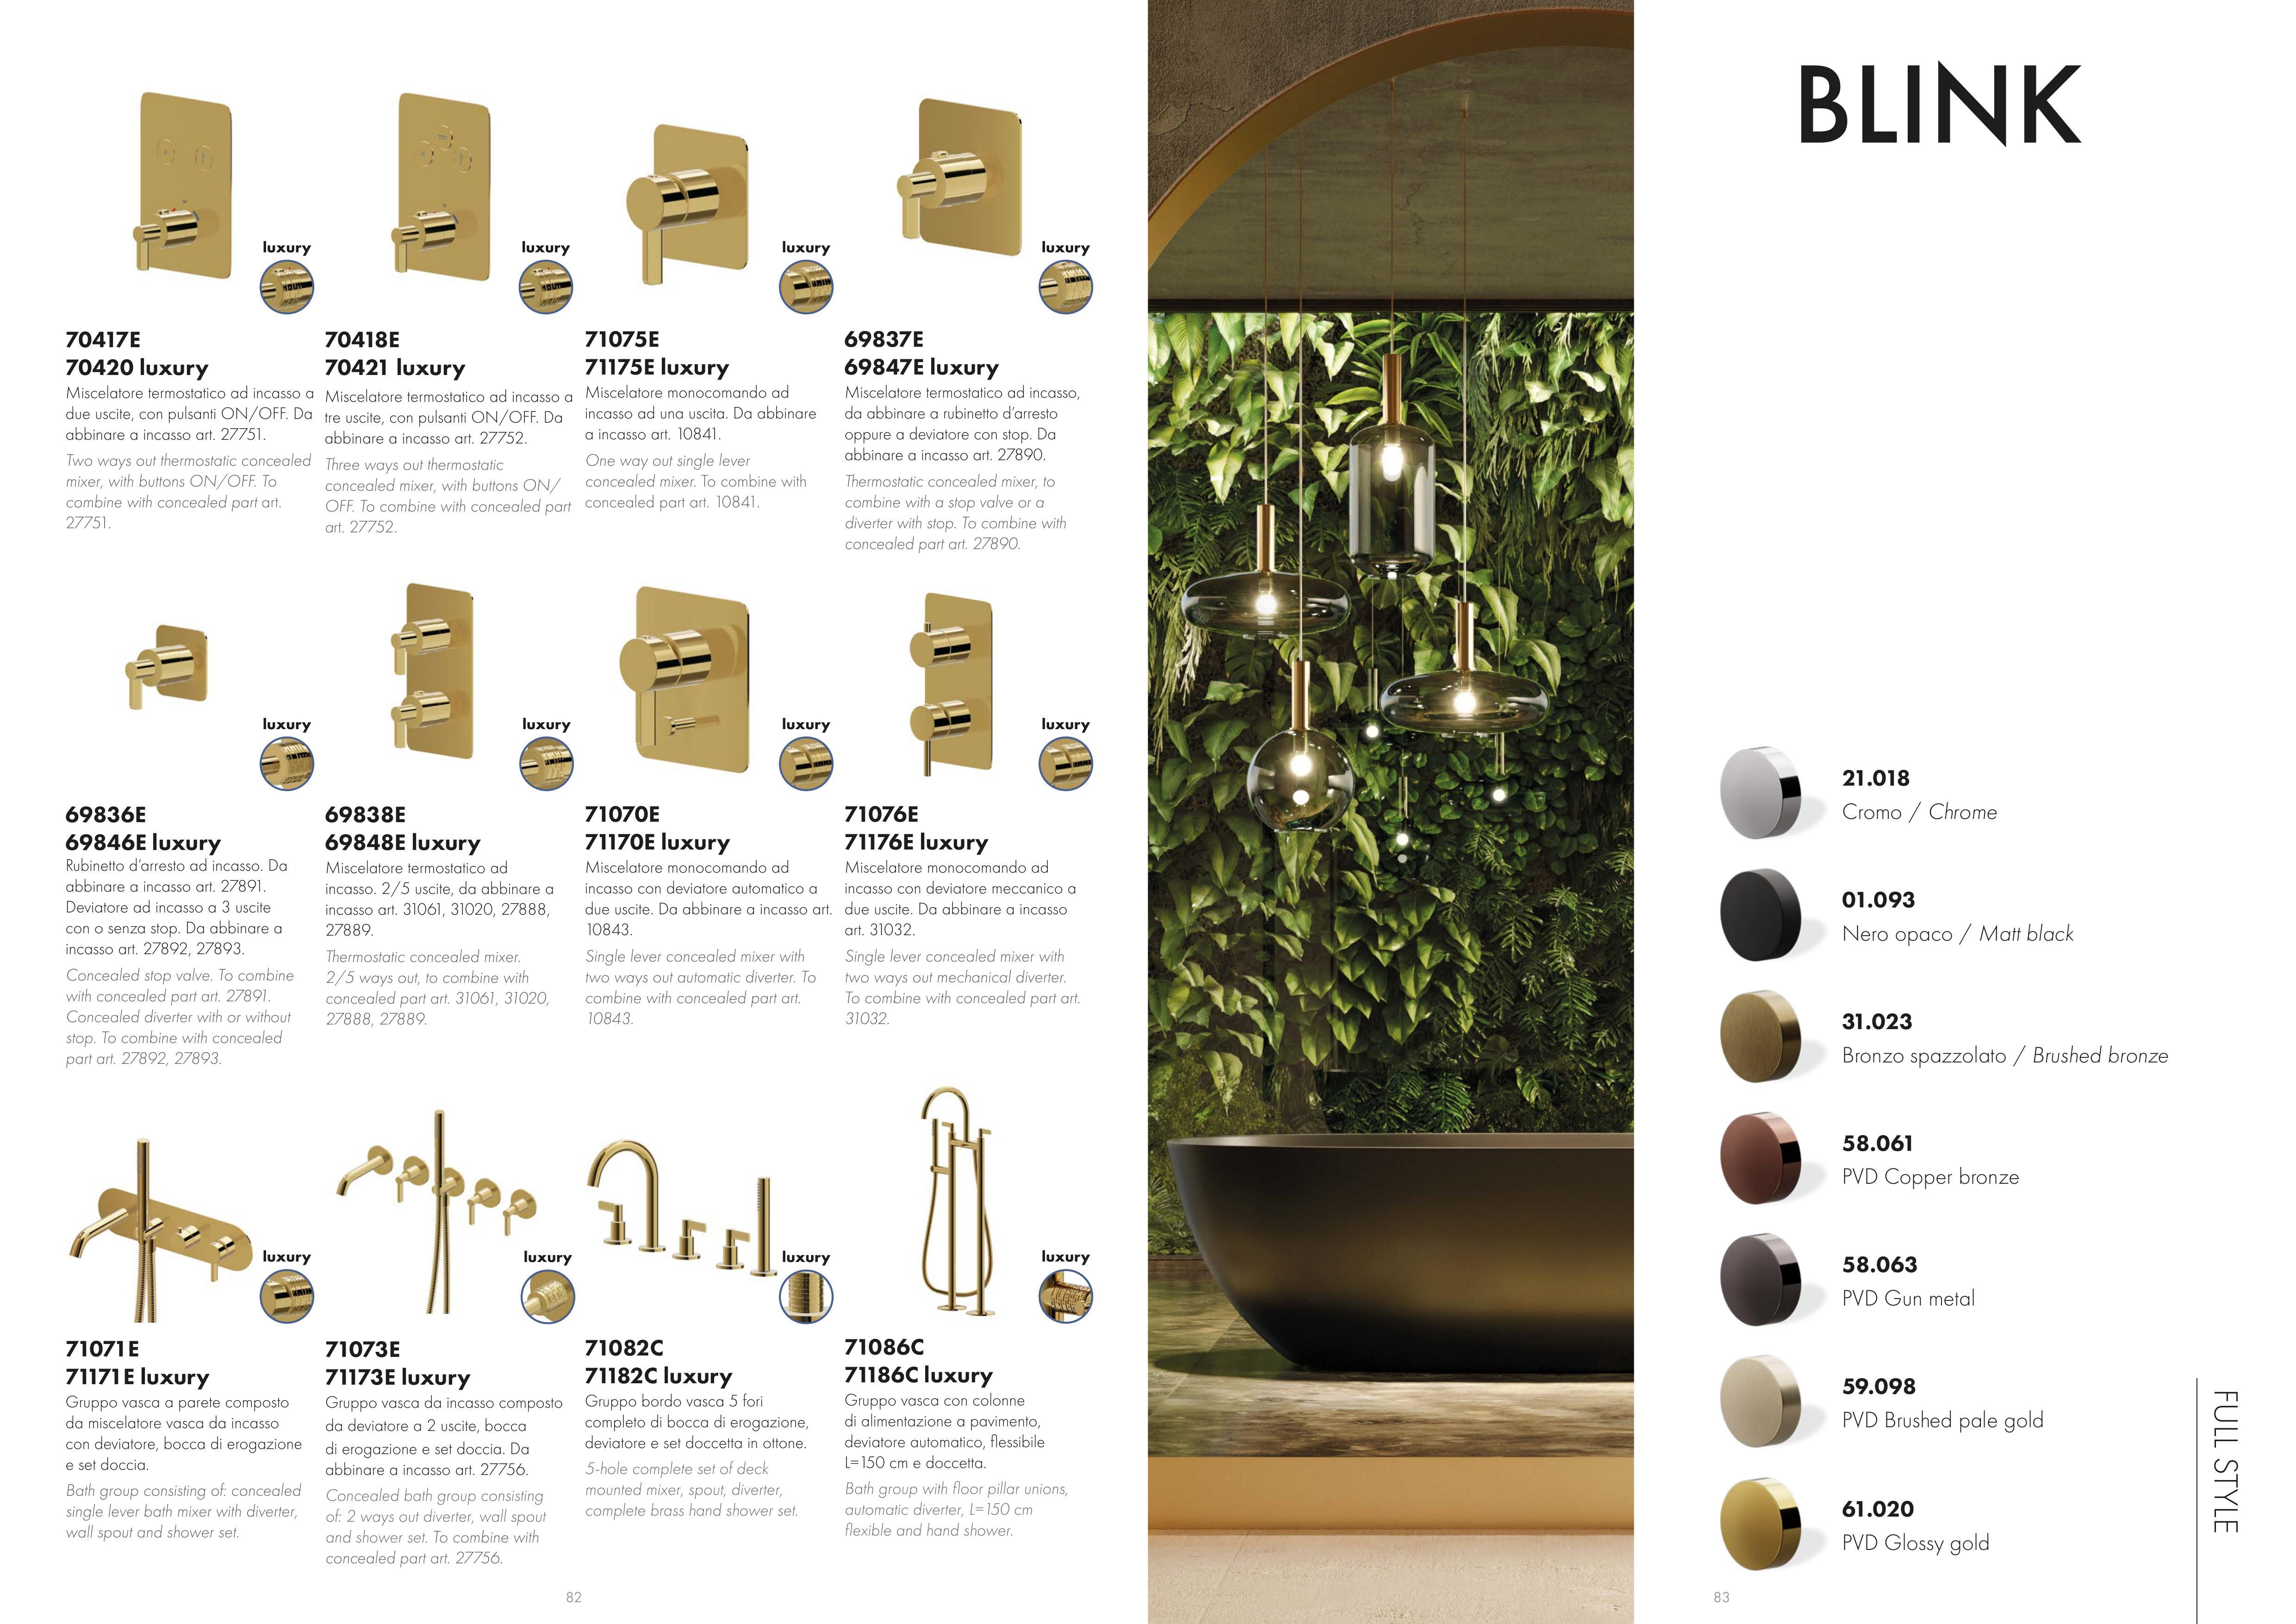 luxury
70417E
70420 luxury
Miscelatore termostatico ad incasso a
due uscite, con pulsanti ON/OFF. Da
abbinare a incasso art. 27751.
Two ways out thermostatic concealed
mixer, with buttons ON/OFF. To
combine with concealed part art.
27751.
luxury
70418E
70421 luxury
Miscelatore termostatico ad incasso a
tre uscite, con pulsanti ON/OFF. Da
abbinare a incasso art. 27752.
Three ways out thermostatic
concealed mixer, with buttons ON/
OFF. To combine with concealed part
art. 27752.
luxury
71075E
71175E luxury
Miscelatore monocomando ad
incasso ad una uscita. Da abbinare
a incasso art. 10841.
One way out single lever
concealed mixer. To combine with
concealed part art. 10841.
luxury
69837E
69847E luxury
Miscelatore termostatico ad incasso,
da abbinare a rubinetto d’arresto
oppure a deviatore con stop. Da
abbinare a incasso art. 27890.
Thermostatic concealed mixer, to
combine with a stop valve or a
diverter with stop. To combine with
concealed part art. 27890.
luxury
69836E
69846E luxury
Rubinetto d’arresto ad incasso. Da
abbinare a incasso art. 27891.
Deviatore ad incasso a 3 uscite
con o senza stop. Da abbinare a
incasso art. 27892, 27893.
Concealed stop valve. To combine
with concealed part art. 27891.
Concealed diverter with or without
stop. To combine with concealed
part art. 27892, 27893.
luxury
69838E
69848E luxury
Miscelatore termostatico ad
incasso. 2/5 uscite, da abbinare a
incasso art. 31061, 31020, 27888,
27889.
Thermostatic concealed mixer.
2/5 ways out, to combine with
concealed part art. 31061, 31020,
27888, 27889.
luxury
71070E
71170E luxury
Miscelatore monocomando ad
incasso con deviatore automatico a
due uscite. Da abbinare a incasso art.
10843.
Single lever concealed mixer with
two ways out automatic diverter. To
combine with concealed part art.
10843.
luxury
71076E
71176E luxury
Miscelatore monocomando ad
incasso con deviatore meccanico a
due uscite. Da abbinare a incasso
art. 31032.
Single lever concealed mixer with
two ways out mechanical diverter.
To combine with concealed part art.
31032.
luxury
71071E
71171E luxury
Gruppo vasca a parete composto
da miscelatore vasca da incasso
con deviatore, bocca di erogazione
e set doccia.
Bath group consisting of: concealed
single lever bath mixer with diverter,
wall spout and shower set.
luxury
71073E
71173E luxury
Gruppo vasca da incasso composto
da deviatore a 2 uscite, bocca
di erogazione e set doccia. Da
abbinare a incasso art. 27756.
Concealed bath group consisting
of: 2 ways out diverter, wall spout
and shower set. To combine with
concealed part art. 27756.
luxury
71082C
71182C luxury
Gruppo bordo vasca 5 fori
completo di bocca di erogazione,
deviatore e set doccetta in ottone.
5-hole complete set of deck
mounted mixer, spout, diverter,
complete brass hand shower set.
luxury
71086C
71186C luxury
Gruppo vasca con colonne
di alimentazione a pavimento,
deviatore automatico, flessibile
L=150 cm e doccetta.
Bath group with floor pillar unions,
automatic diverter, L=150 cm
flexible and hand shower.
82
BLINK
21.018
Cromo / Chrome
01.093
Nero opaco / Matt black
31.023
Bronzo spazzolato / Brushed bronze
58.061
PVD Copper bronze
58.063
PVD Gun metal
59.098
PVD Brushed pale gold
61.020
PVD Glossy gold
FULL STYLE
83